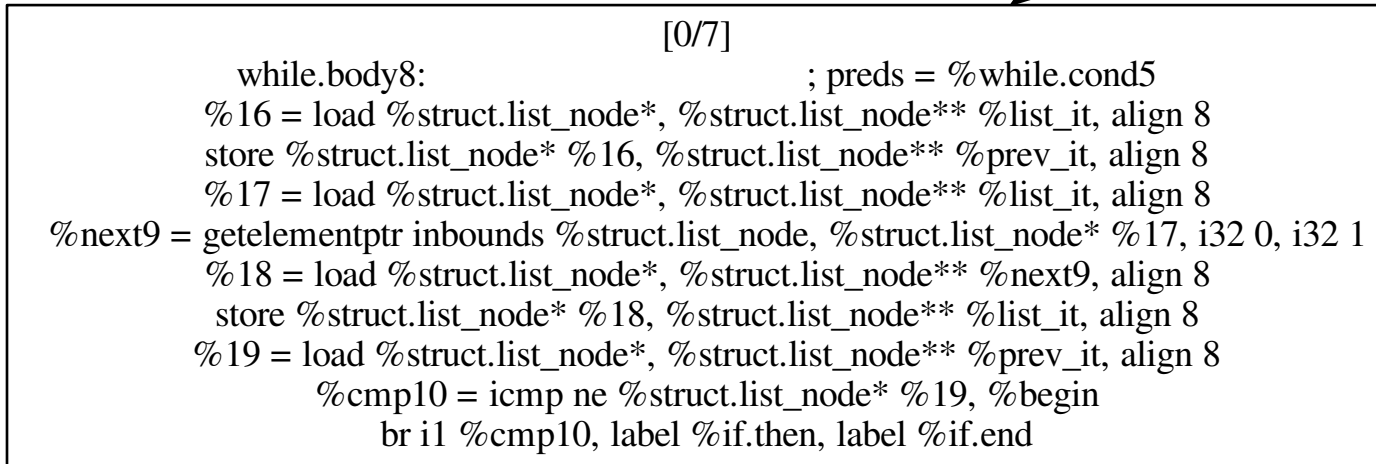 [0/7]
while.body8: ; preds = %while.cond5
%16 = load %struct.list_node*, %struct.list_node** %list_it, align 8
store %struct.list_node* %16, %struct.list_node** %prev_it, align 8
%17 = load %struct.list_node*, %struct.list_node** %list_it, align 8
%next9 = getelementptr inbounds %struct.list_node, %struct.list_node* %17, i32 0, i32 1
%18 = load %struct.list_node*, %struct.list_node** %next9, align 8
store %struct.list_node* %18, %struct.list_node** %list_it, align 8
%19 = load %struct.list_node*, %struct.list_node** %prev_it, align 8
%cmp10 = icmp ne %struct.list_node* %19, %begin
br i1 %cmp10, label %if.then, label %if.end